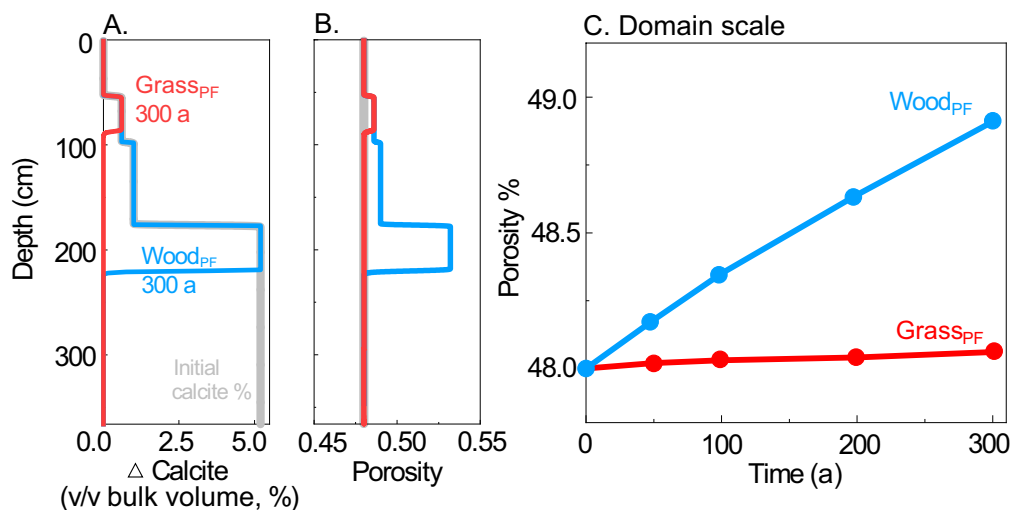 A.
0
100
200
300
Depth (cm)
Grass_PF
300 a
Wood_PF
300 a
Initial
calcite %
0.0
2.5
5.0
△ Calcite
(v/v bulk volume, %)
B.
0.45
0.50
0.55
Porosity
C. Domain scale
49.0
48.5
48.0
Porosity %
Wood_PF
Grass_PF
0
100
200
300
Time (a)